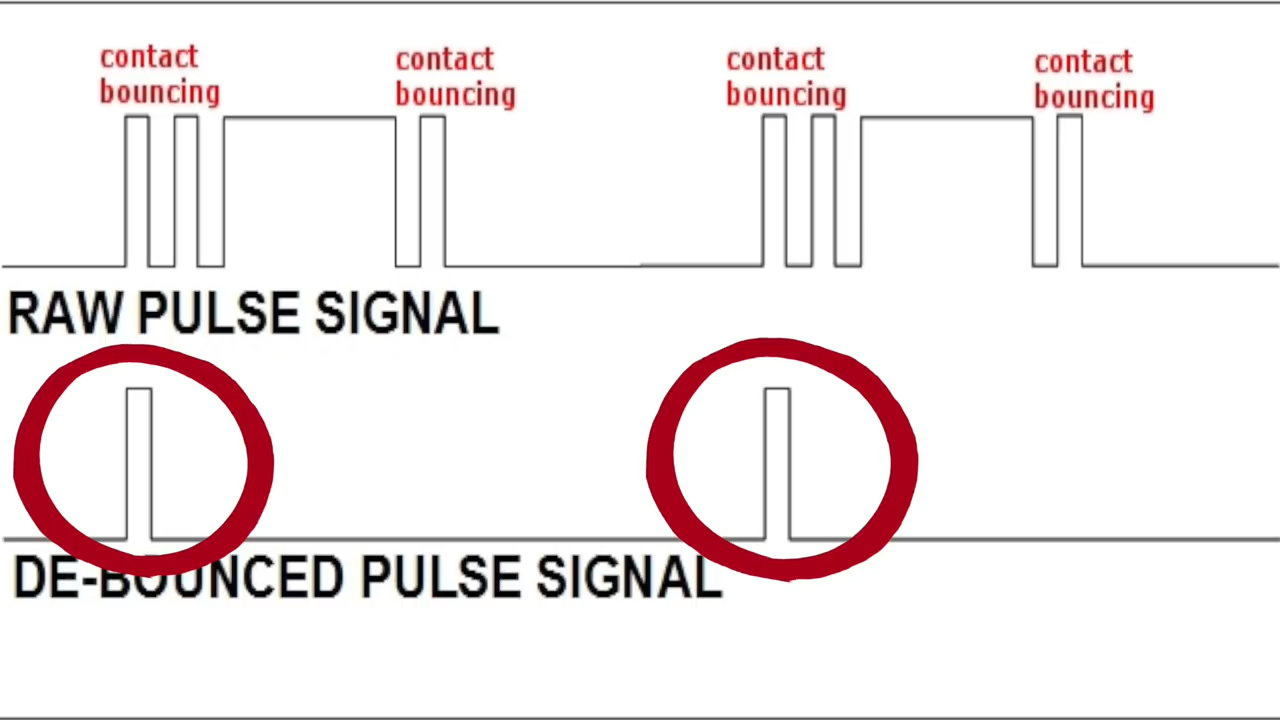 contact
bouncing
contact
bouncing
contact
bouncing
contact
bouncing
RAW PULSE SIGNAL
DE-BOUNCED PULSE SIGNAL